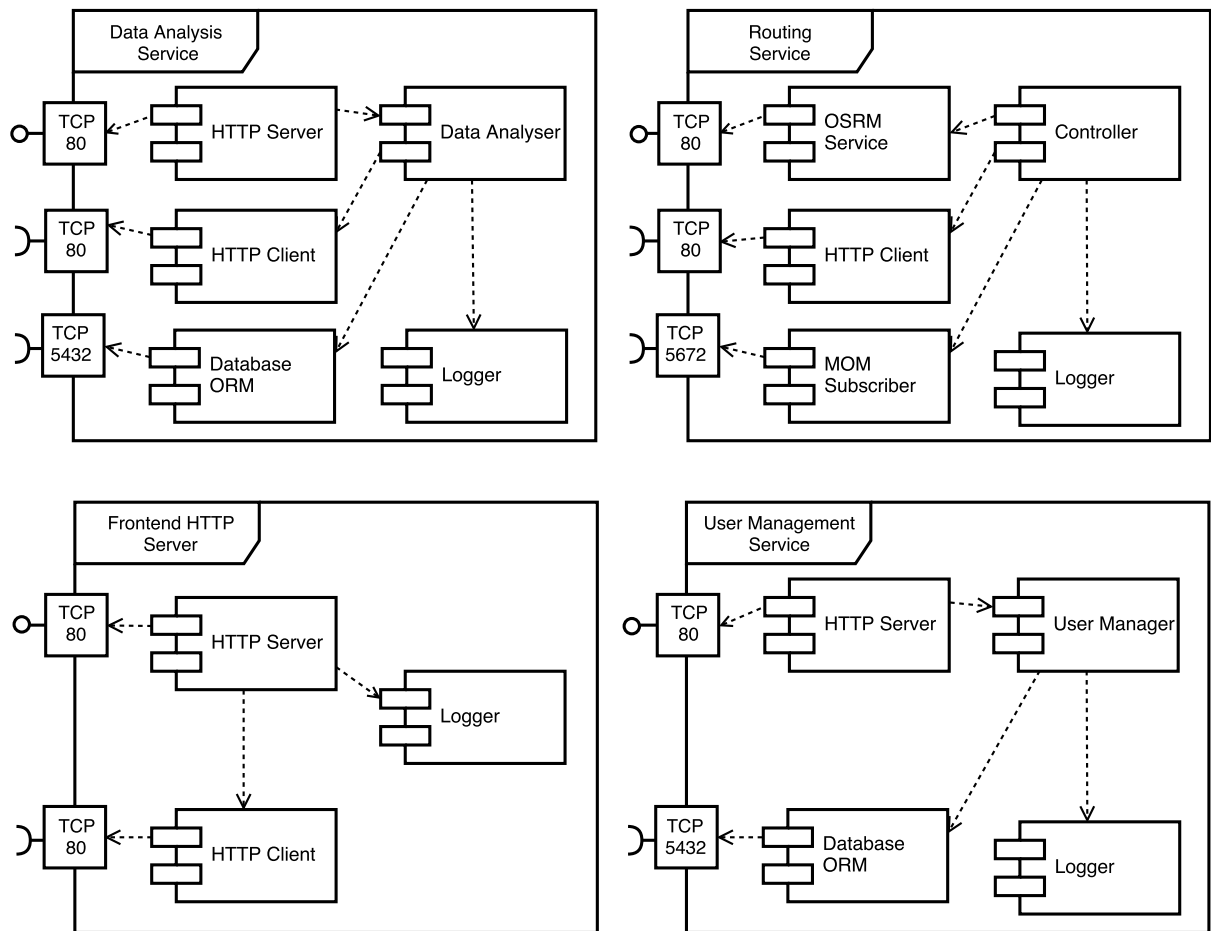 Data Analysis
Service
TCP
80
HTTP Server
Data Analyser
TCP
80
HTTP Client
TCP
5432
Database
ORM
Logger
Routing
Service
TCP
80
OSRM
Service
Controller
TCP
80
HTTP Client
TCP
5672
MOM
Subscriber
Logger
Frontend HTTP
Server
TCP
80
HTTP Server
Logger
TCP
80
HTTP Client
User Management
Service
TCP
80
HTTP Server
User Manager
TCP
5432
Database
ORM
Logger